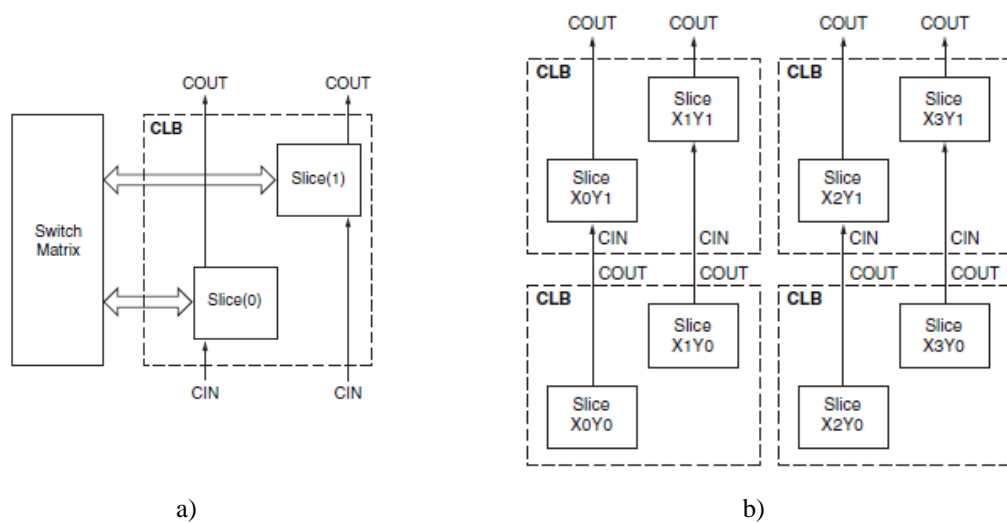 COUT
COUT
CLB
Slice(1)
Switch
Matrix
Slice(0)
CIN
CIN
a)
COUT
COUT
COUT
COUT
CLB
Slice
X1Y1
Slice
X0Y1
CIN
CIN
CLB
Slice
X3Y1
Slice
X2Y1
CIN
CIN
COUT
COUT
COUT
COUT
CLB
Slice
X1Y0
Slice
X0Y0
CLB
Slice
X3Y0
Slice
X2Y0
b)